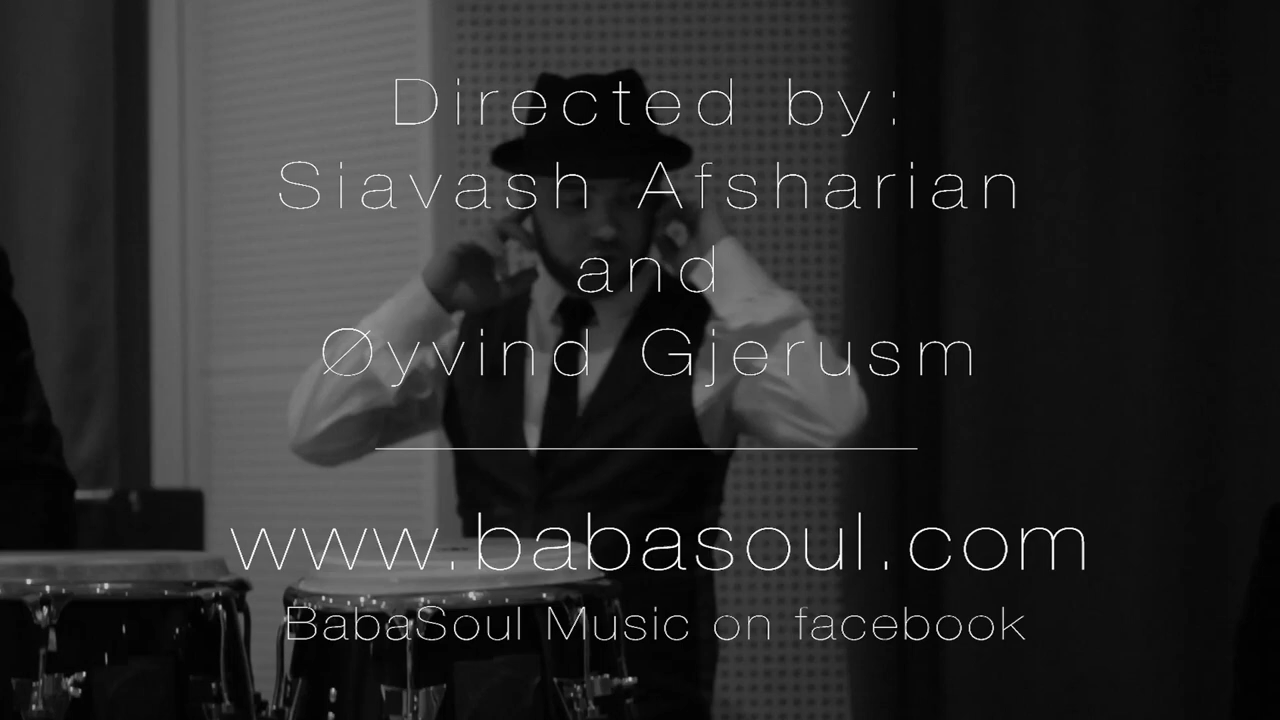 Directed by:
Siavash Afsharian
and
Øyvind Gjerusm
www.babasoul.com
BabaSoul Music on facebook